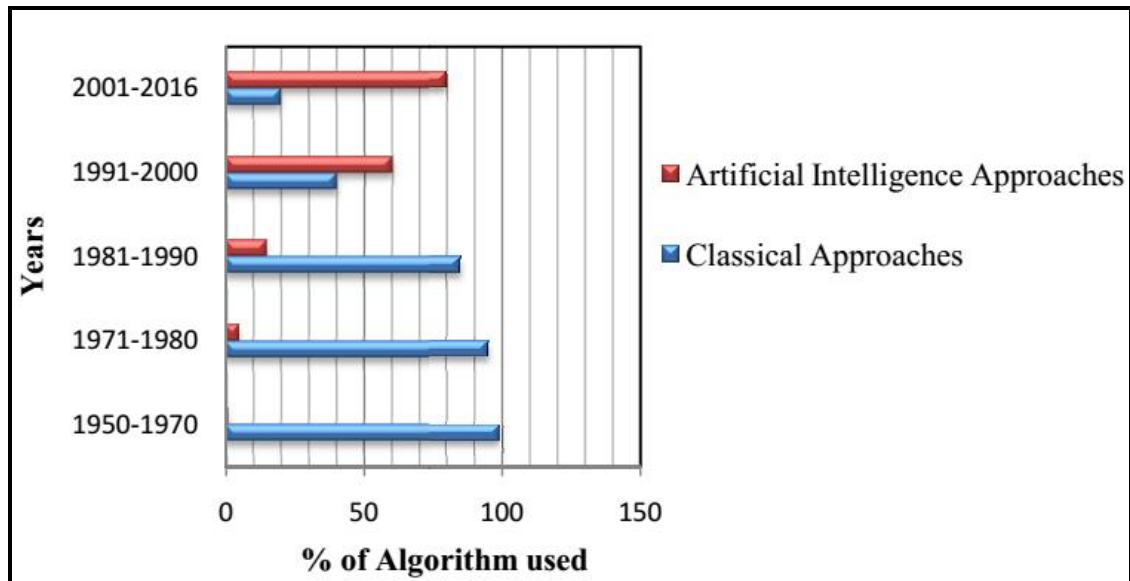 2001-2016
1991-2000
1981-1990
1971-1980
1950-1970
Years
0 50 100 150
% of Algorithm used
Artificial Intelligence Approaches
Classical Approaches